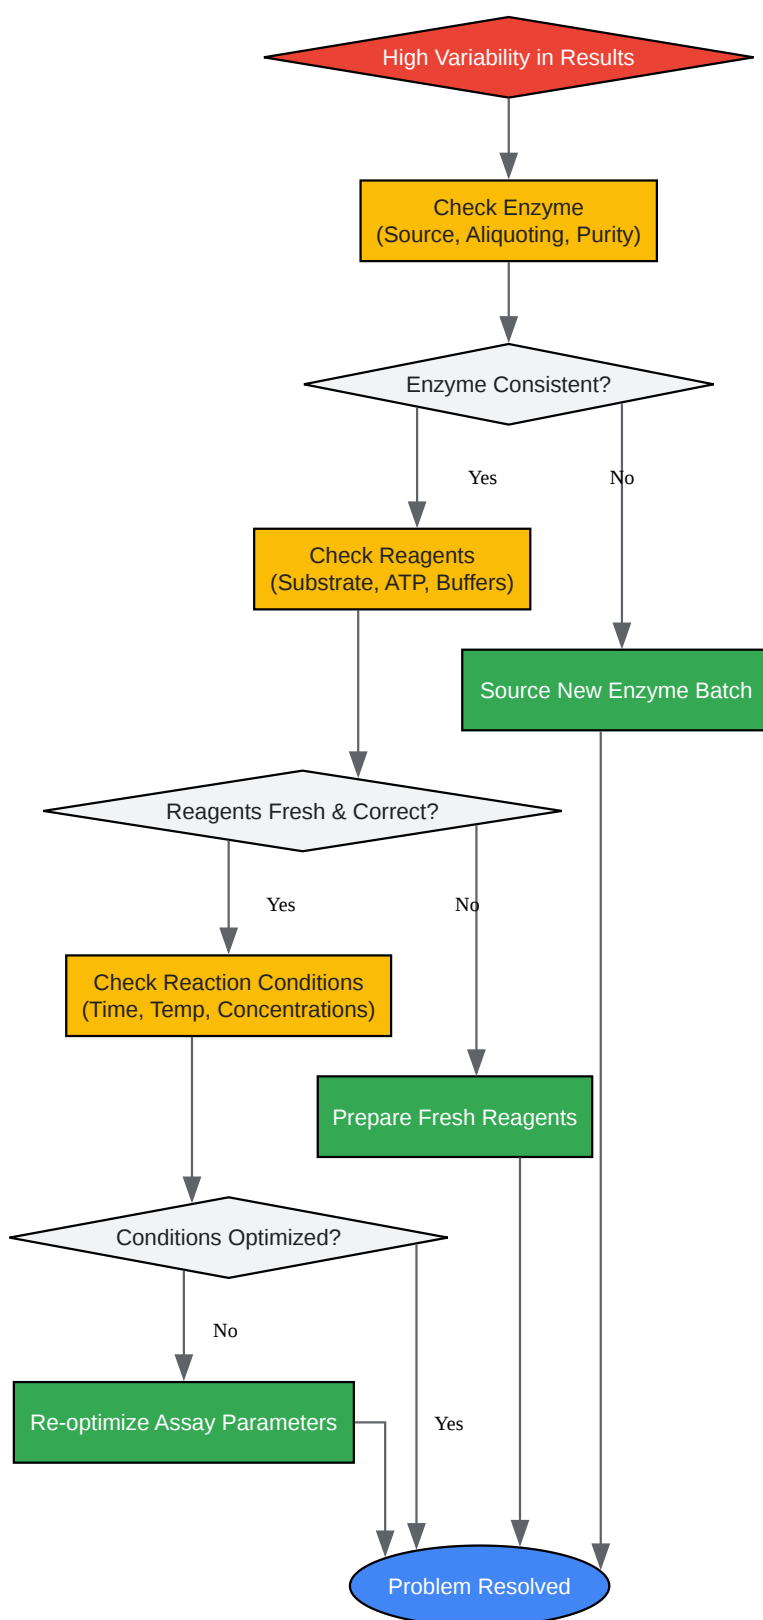 High Variability in Results
Check Enzyme
(Source, Aliquoting, Purity)
Enzyme Consistent?
Yes
No
Check Reagents
(Substrate, ATP, Buffers)
Source New Enzyme Batch
Reagents Fresh & Correct?
Yes
No
Check Reaction Conditions
(Time, Temp, Concentrations)
Prepare Fresh Reagents
Conditions Optimized?
No
Re-optimize Assay Parameters
Yes
Problem Resolved